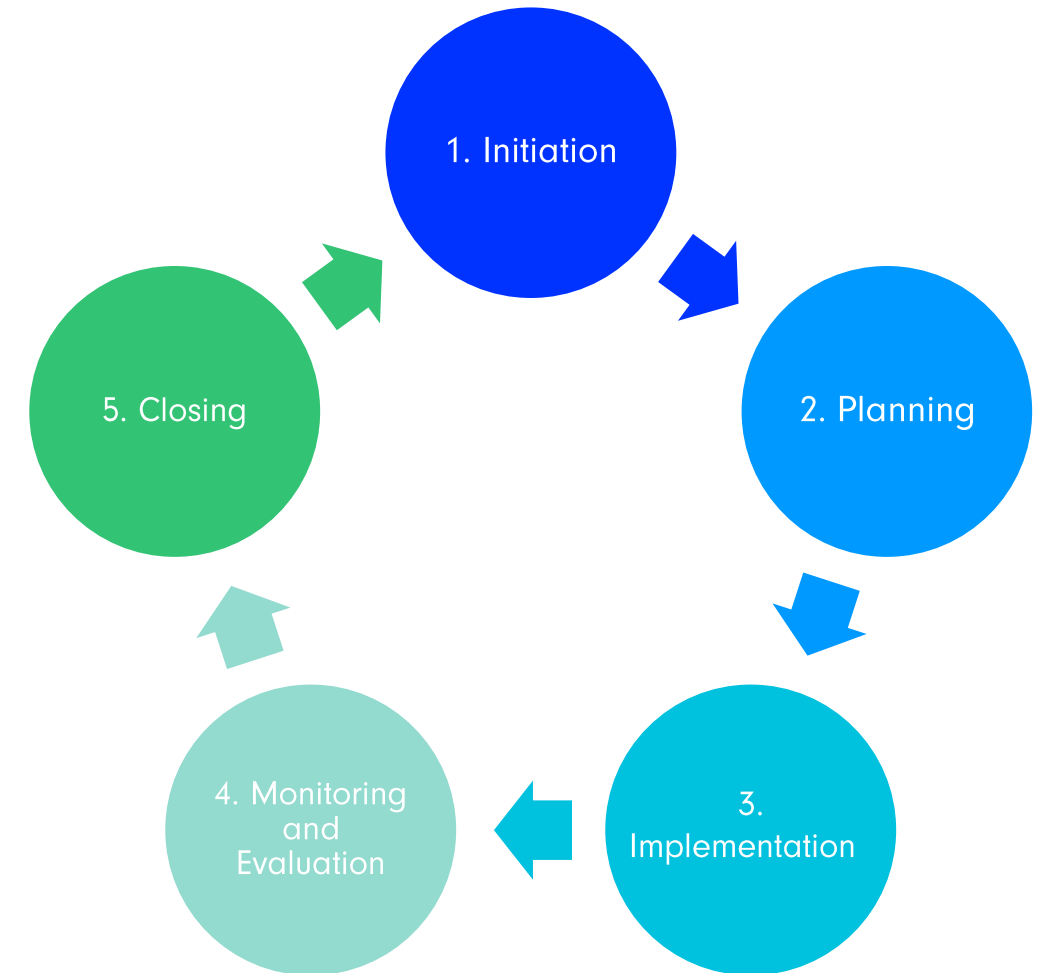 1. Initiation
2. Planning
3.
Implementation
4. Monitoring
and
Evaluation
5. Closing